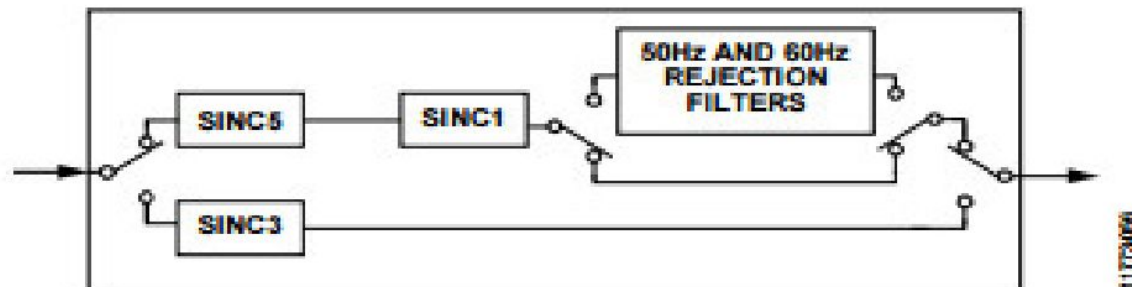 50Hz AND 60Hz
REJECTION
FILTERS
SINC5
SINC1
SINC3